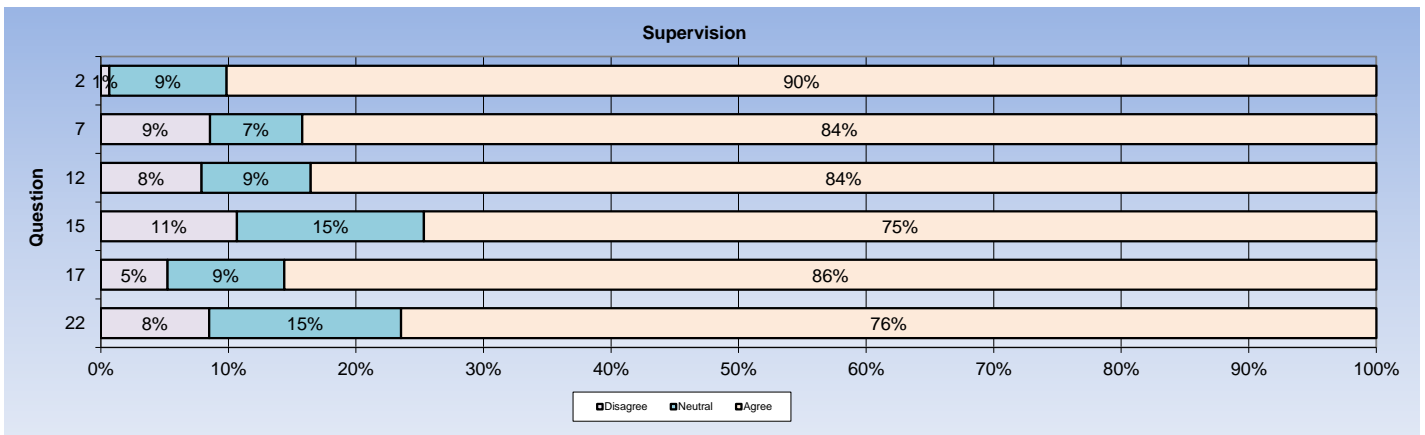 Supervision
2 1% 9% 90%
7 9% 7% 84%
12 8% 9% 84%
15 11% 15% 75%
17 5% 9% 86%
22 8% 15% 76%
Question
0% 10% 20% 30% 40% 50% 60% 70% 80% 90% 100%
Disagree Neutral Agree